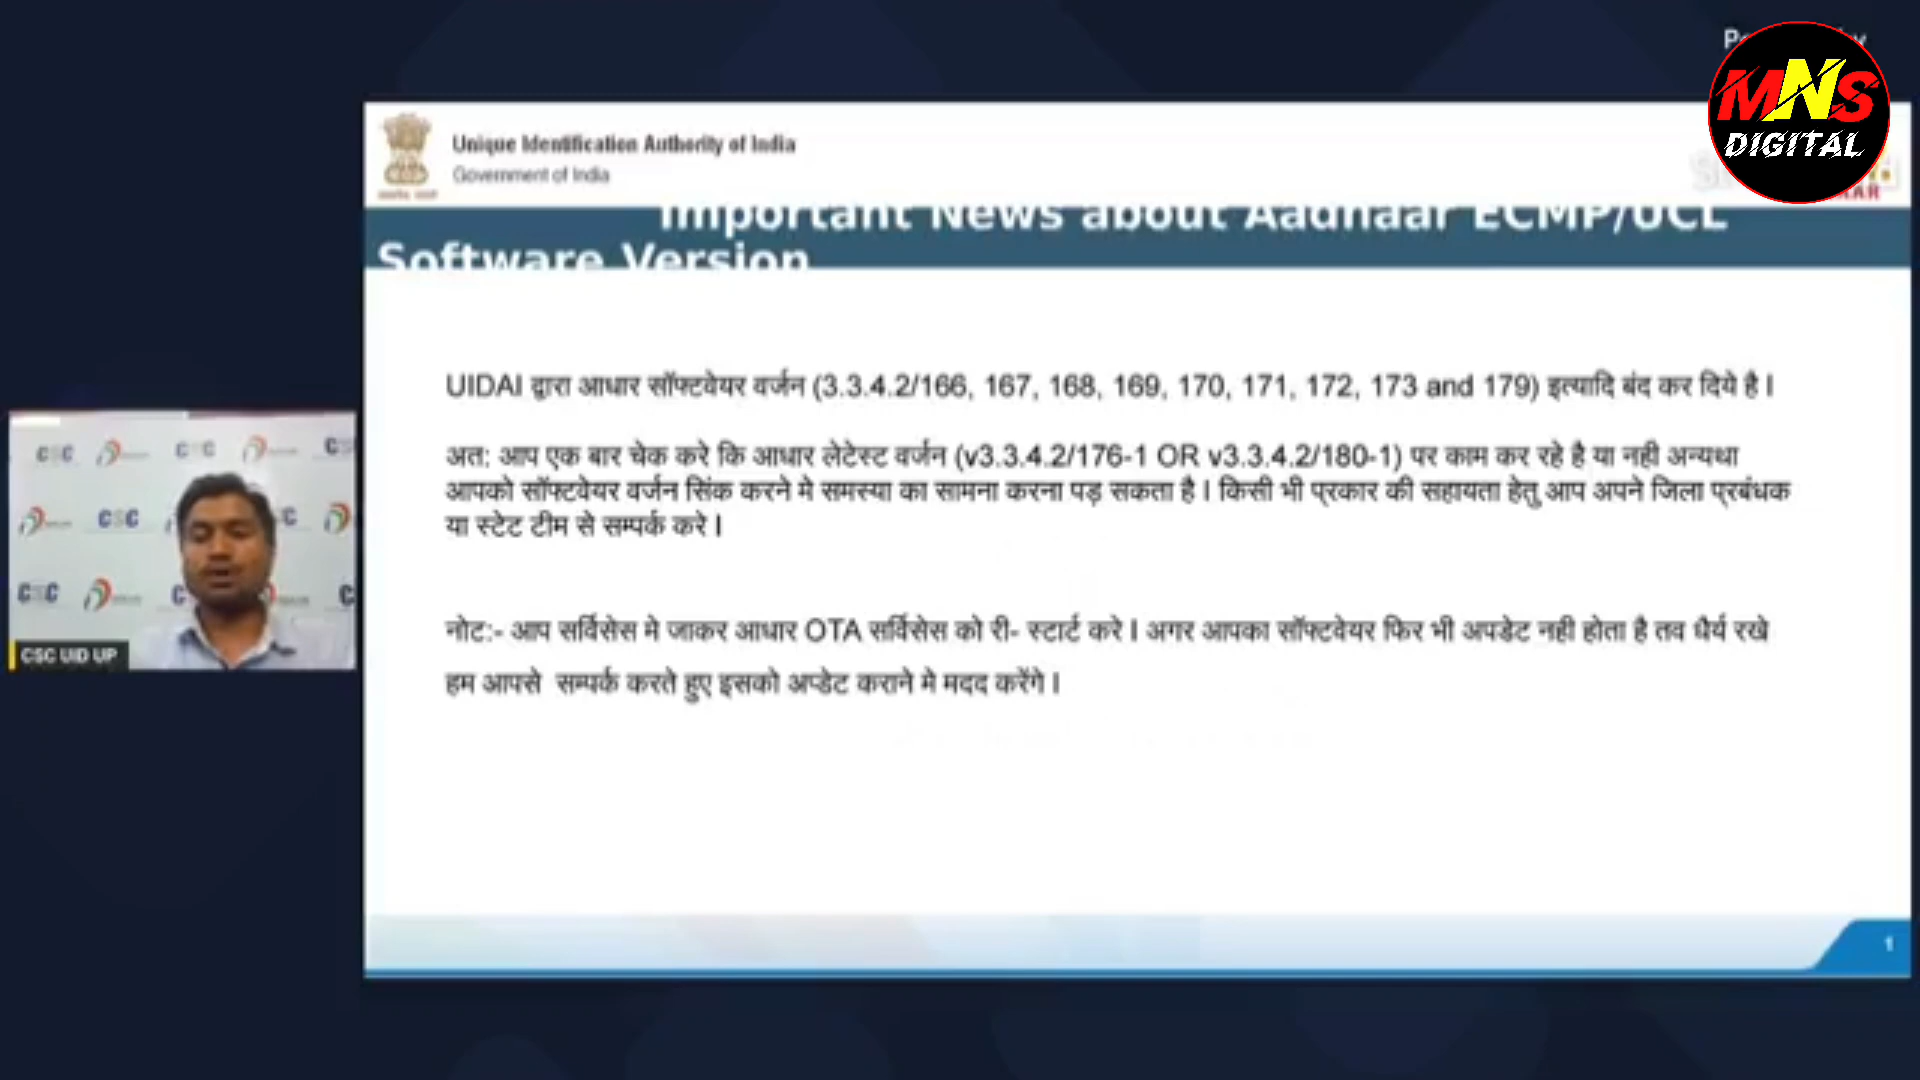 MNS
DIGITAL
Unique Identification Authority of India
Government of India
Important News about Aadhaar ECMP/UCL
Software Version
UIDAI द्वारा आधार सॉफ्टवेयर वर्जन (3.3.4.2/166, 167, 168, 169, 170, 171, 172, 173 and 179) इत्यादि बंद कर दिये है I
अत: आप एक बार चेक करे कि आधार लेटेस्ट वर्जन (v3.3.4.2/176-1 OR v3.3.4.2/180-1) पर काम कर रहे है या नही अन्यथा
आपको सॉफ्टवेयर वर्जन सिंक करने मे समस्या का सामना करना पड़ सकता है I किसी भी प्रकार की सहायता हेतु आप अपने जिला प्रबंधक
या स्टेट टीम से सम्पर्क करे I
नोट:- आप सर्विसेस मे जाकर आधार OTA सर्विसेस को री- स्टार्ट करे I अगर आपका सॉफ्टवेयर फिर भी अपडेट नही होता है तव धैर्य रखे
हम आपसे सम्पर्क करते हुए इसको अप्डेट कराने मे मदद करेंगे I
CSC CSC
CSC
CSC
CSC UID UP
1